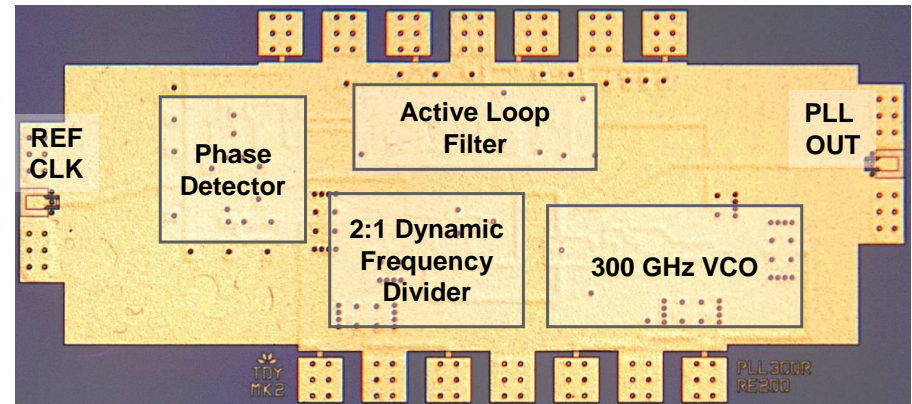 REF
CLK
Phase
Detector
Active Loop
Filter
PLL
OUT
2:1 Dynamic
Frequency
Divider
300 GHz VCO
TDY
MK2
PLL300R
RE200